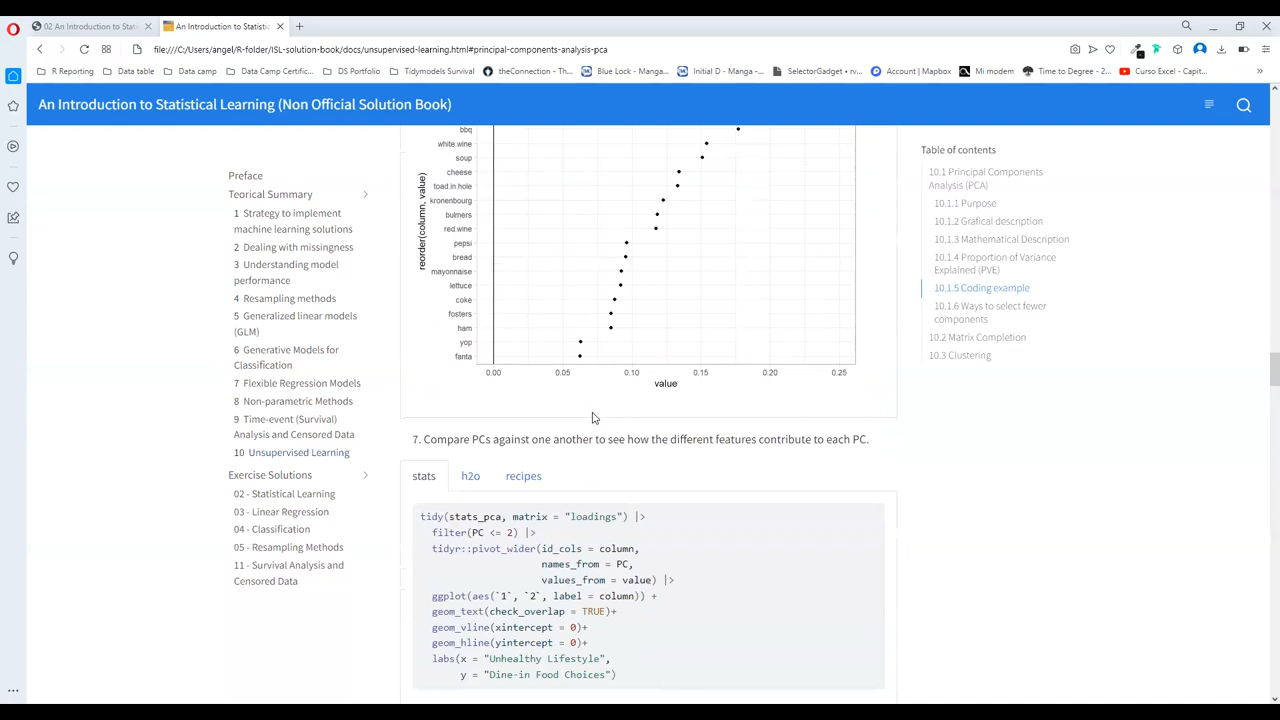 02 An Introduction to Stat
An Introduction to Statistic
file:///C:/Users/angel/R-folder/ISL-solution-book/docs/unsupervised-learning.html#principal-components-analysis-pca
R Reporting
Data table
Data camp
Data Camp Certific...
DS Portfolio
Tidymodels Survival
theConnection - Th...
Blue Lock - Manga...
Initial D - Manga -...
SelectorGadget • rv...
Account | Mapbox
Mi modem
Time to Degree - 2...
Curso Excel - Capit...
»
An Introduction to Statistical Learning (Non Official Solution Book)
Preface
Teorical Summary
1 Strategy to implement
machine learning solutions
2 Dealing with missingness
3 Understanding model
performance
4 Resampling methods
5 Generalized linear models
(GLM)
6 Generative Models for
Classification
7 Flexible Regression Models
8 Non-parametric Methods
9 Time-event (Survival)
Analysis and Censored Data
10 Unsupervised Learning
Exercise Solutions
02 - Statistical Learning
03 - Linear Regression
04 - Classification
05 - Resampling Methods
11 - Survival Analysis and
Censored Data
reorder(column, value)
bbq
white.wine
soup
cheese
toad.in.hole
kronenbourg
bulmers
red.wine
pepsi
bread
mayonnaise
lettuce
coke
fosters
ham
yop
fanta
0.00 0.05 0.10 0.15 0.20 0.25
value
7. Compare PCs against one another to see how the different features contribute to each PC.
stats h2o recipes
tidy(stats_pca, matrix = "loadings") |>
filter(PC <= 2) |>
tidyr::pivot_wider(id_cols = column,
names_from = PC,
values_from = value) |>
ggplot(aes(`1`, `2`, label = column)) +
geom_text(check_overlap = TRUE)+
geom_vline(xintercept = 0)+
geom_hline(yintercept = 0)+
labs(x = "Unhealthy Lifestyle",
y = "Dine-in Food Choices")
Table of contents
10.1 Principal Components
Analysis (PCA)
10.1.1 Purpose
10.1.2 Grafical description
10.1.3 Mathematical Description
10.1.4 Proportion of Variance
Explained (PVE)
10.1.5 Coding example
10.1.6 Ways to select fewer
components
10.2 Matrix Completion
10.3 Clustering